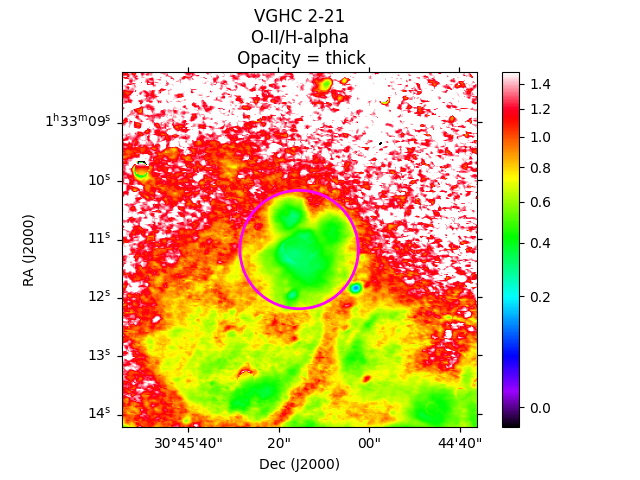 VGHC 2-21
O-II/H-alpha
Opacity = thick
1ʰ33ᵐ09ˢ
10ˢ
11ˢ
12ˢ
13ˢ
14ˢ
RA (J2000)
30°45'40"
20"
00"
44'40"
Dec (J2000)
1.4
1.2
1.0
0.8
0.6
0.4
0.2
0.0